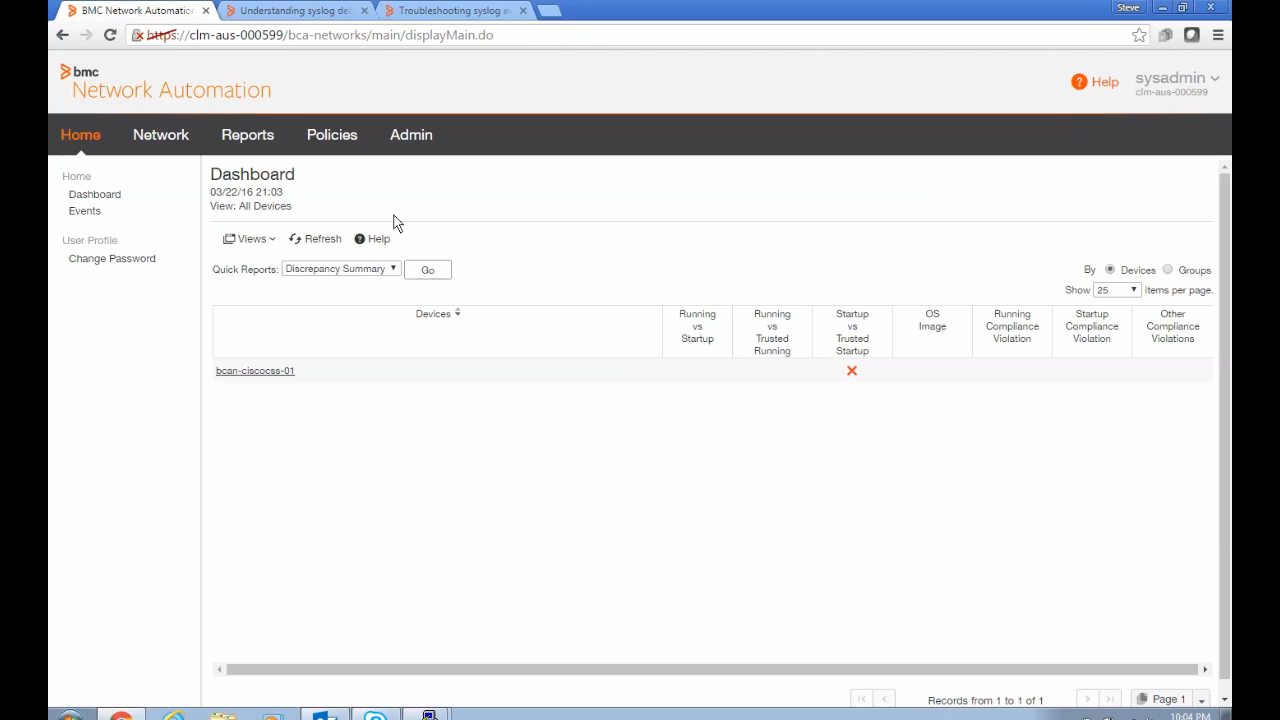 BMC Network Automation
Understanding syslog de
Troubleshooting syslog e
Steve
https://clm-aus-000599/bca-networks/main/displayMain.do
bmc
Network Automation
? Help
sysadmin
clm-aus-000599
Home
Network
Reports
Policies
Admin
Home
Dashboard
Events
User Profile
Change Password
Dashboard
03/22/16 21:03
View: All Devices
Views
Refresh
? Help
Quick Reports:
Discrepancy Summary
Go
By
Devices
Groups
Show
25
items per page.
Devices
Running
vs
Startup
Running
vs
Trusted
Running
Startup
vs
Trusted
Startup
OS
Image
Running
Compliance
Violation
Startup
Compliance
Violation
Other
Compliance
Violations
bcan-ciscocss-01
Records from 1 to 1 of 1
Page 1
10:04 PM